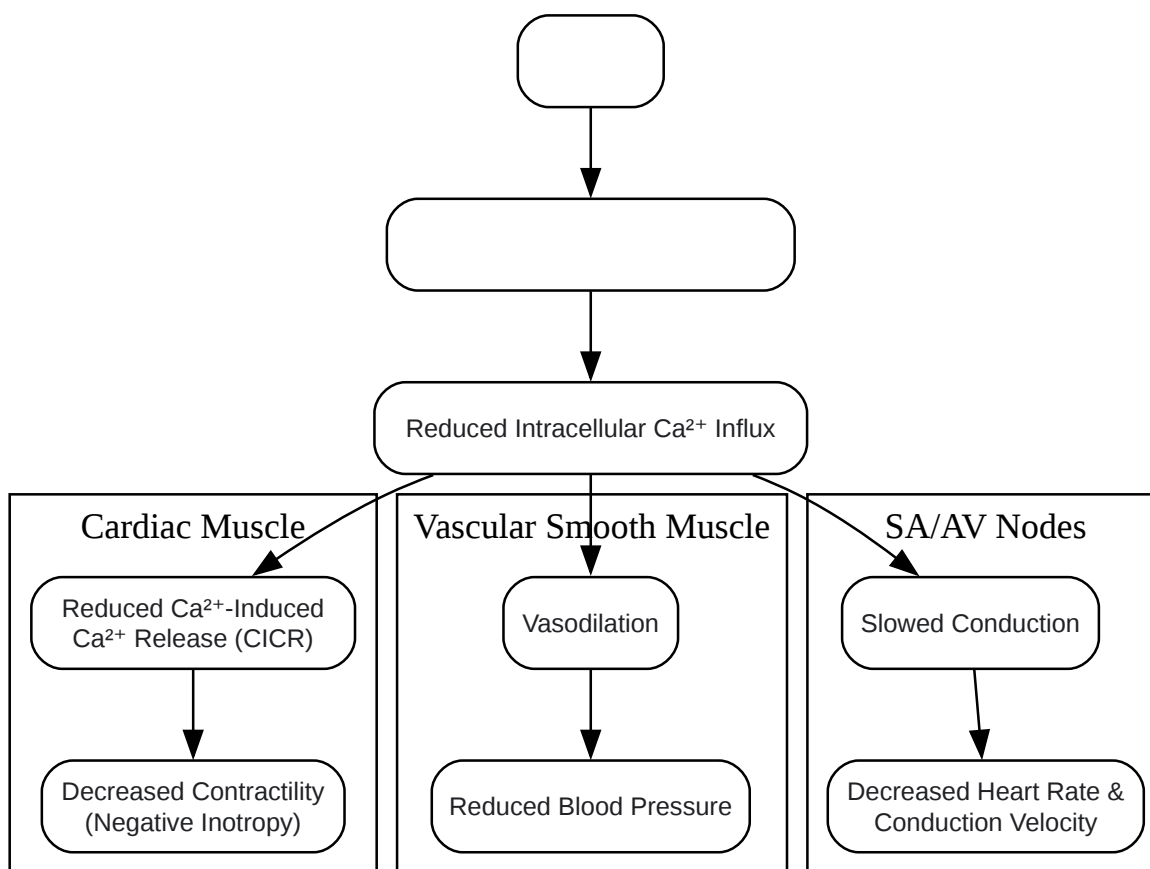 Reduced Intracellular Ca²⁺ Influx
Cardiac Muscle
Reduced Ca²⁺-Induced
Ca²⁺ Release (CICR)
Decreased Contractility
(Negative Inotropy)
Vascular Smooth Muscle
Vasodilation
Reduced Blood Pressure
SA/AV Nodes
Slowed Conduction
Decreased Heart Rate &
Conduction Velocity